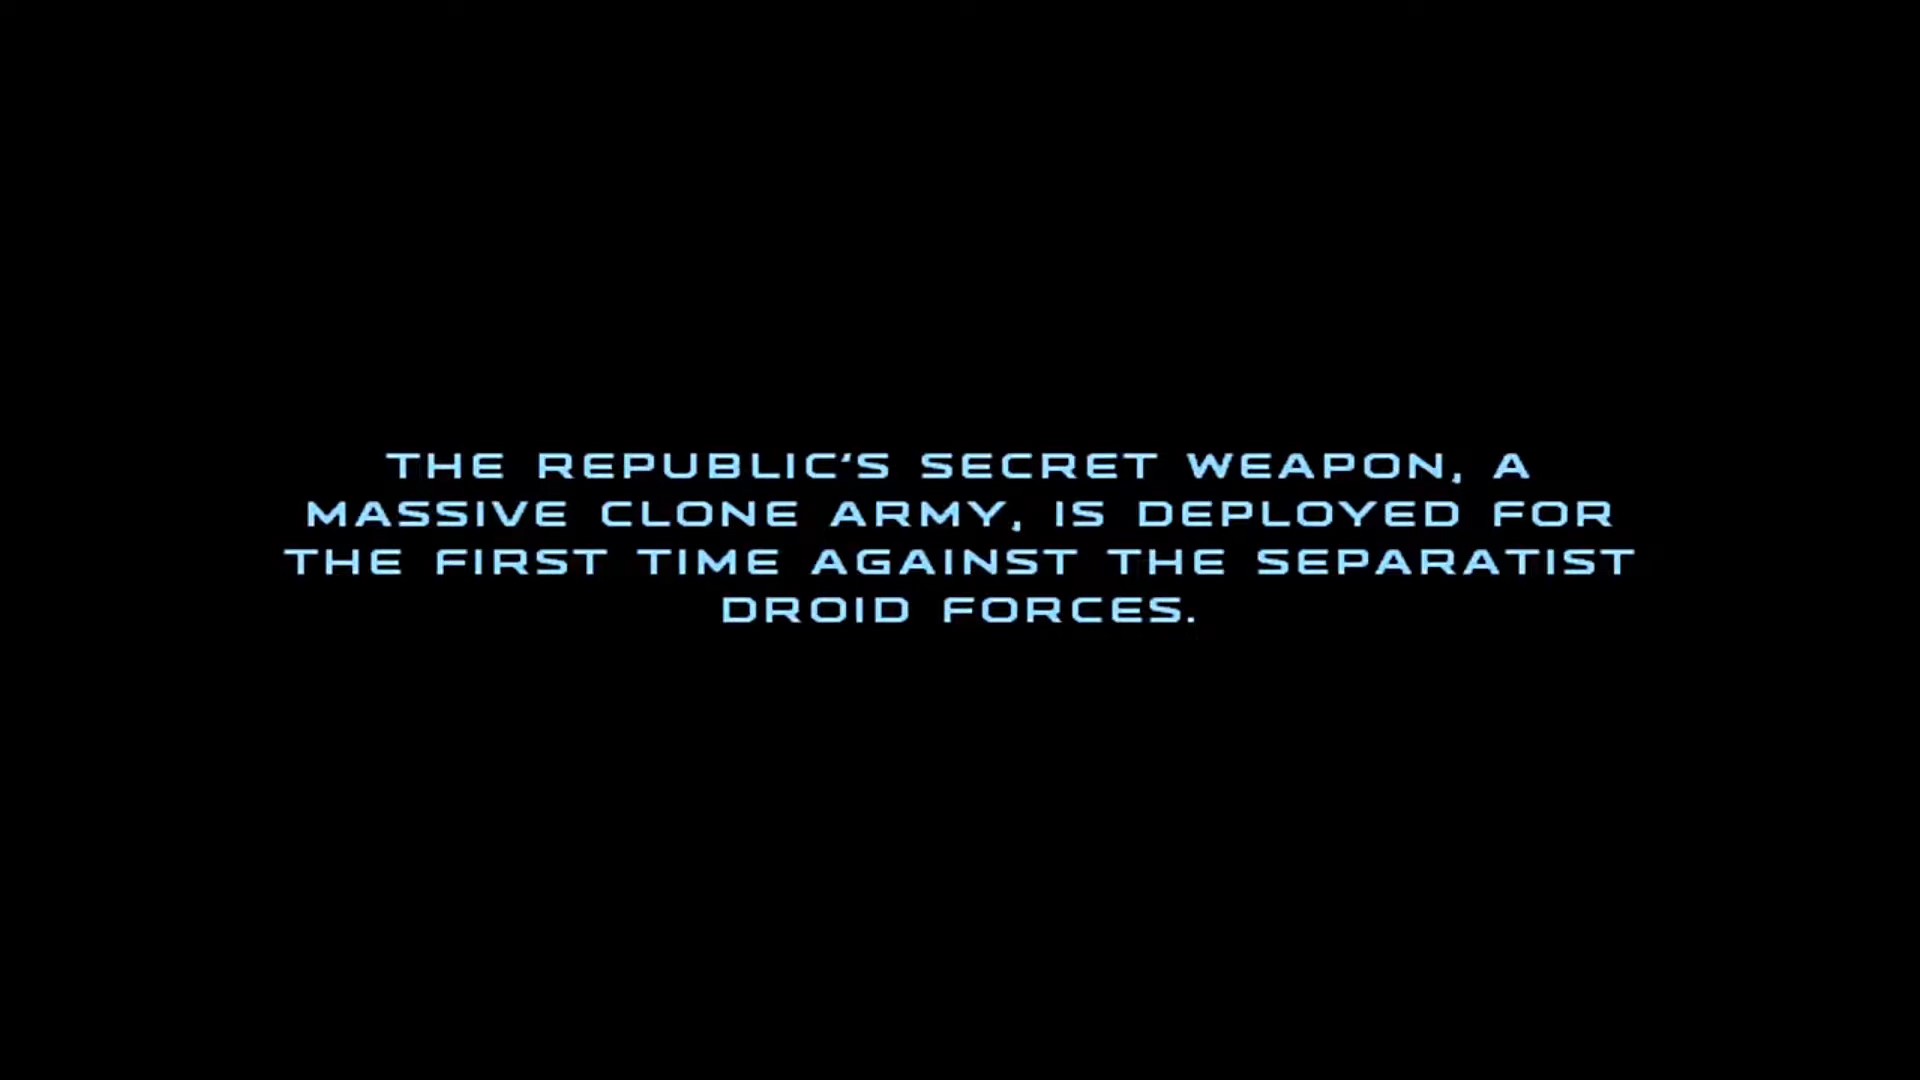 THE REPUBLIC'S SECRET WEAPON, A
MASSIVE CLONE ARMY, IS DEPLOYED FOR
THE FIRST TIME AGAINST THE SEPARATIST
DROID FORCES.